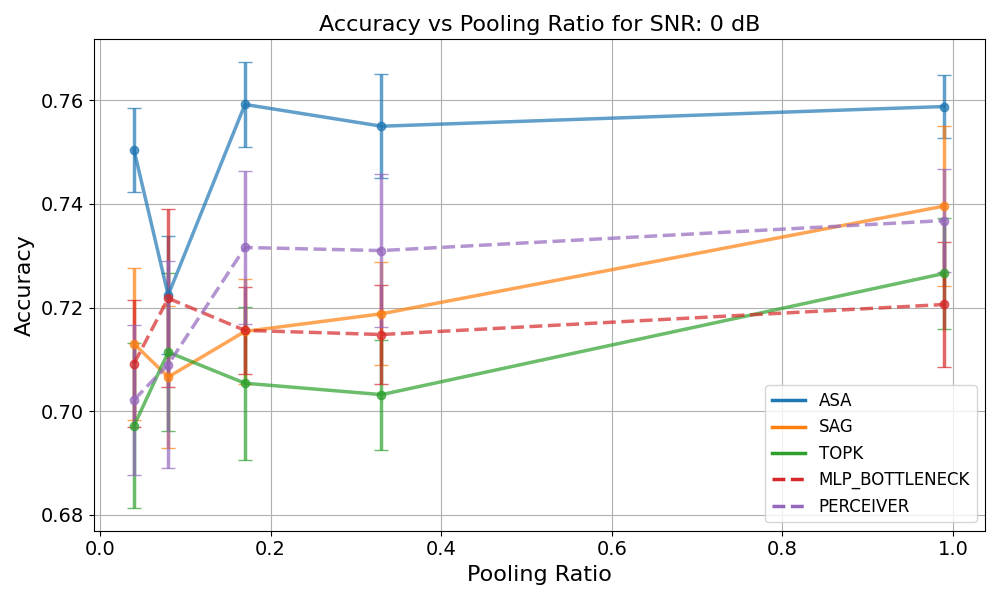 Accuracy vs Pooling Ratio for SNR: 0 dB
Accuracy
0.76
0.74
0.72
0.70
0.68
0.0
0.2
0.4
0.6
0.8
1.0
Pooling Ratio
ASA
SAG
TOPK
MLP_BOTTLENECK
PERCEIVER